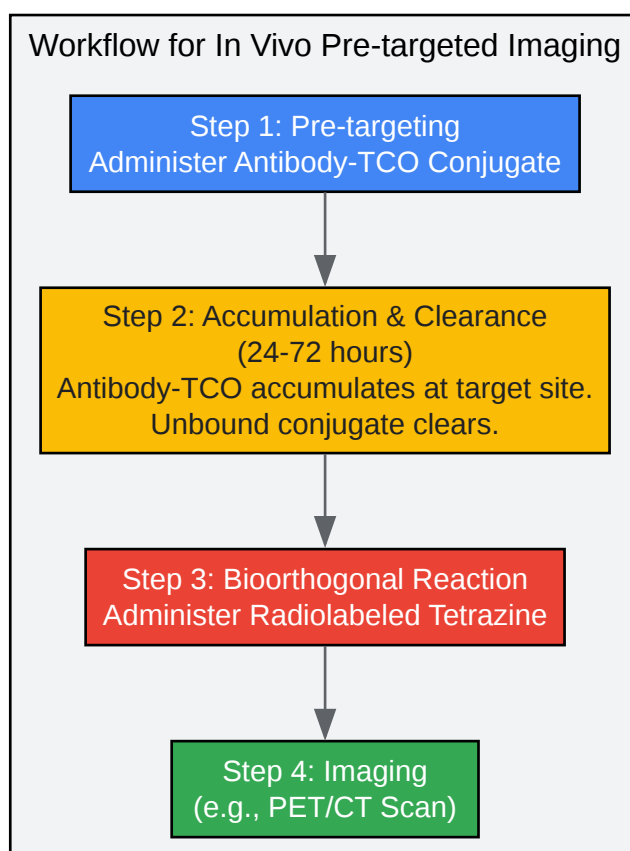 Workflow for In Vivo Pre-targeted Imaging
Step 1: Pre-targeting
Administer Antibody-TCO Conjugate
Step 2: Accumulation & Clearance
(24-72 hours)
Antibody-TCO accumulates at target site.
Unbound conjugate clears.
Step 3: Bioorthogonal Reaction
Administer Radiolabeled Tetrazine
Step 4: Imaging
(e.g., PET/CT Scan)